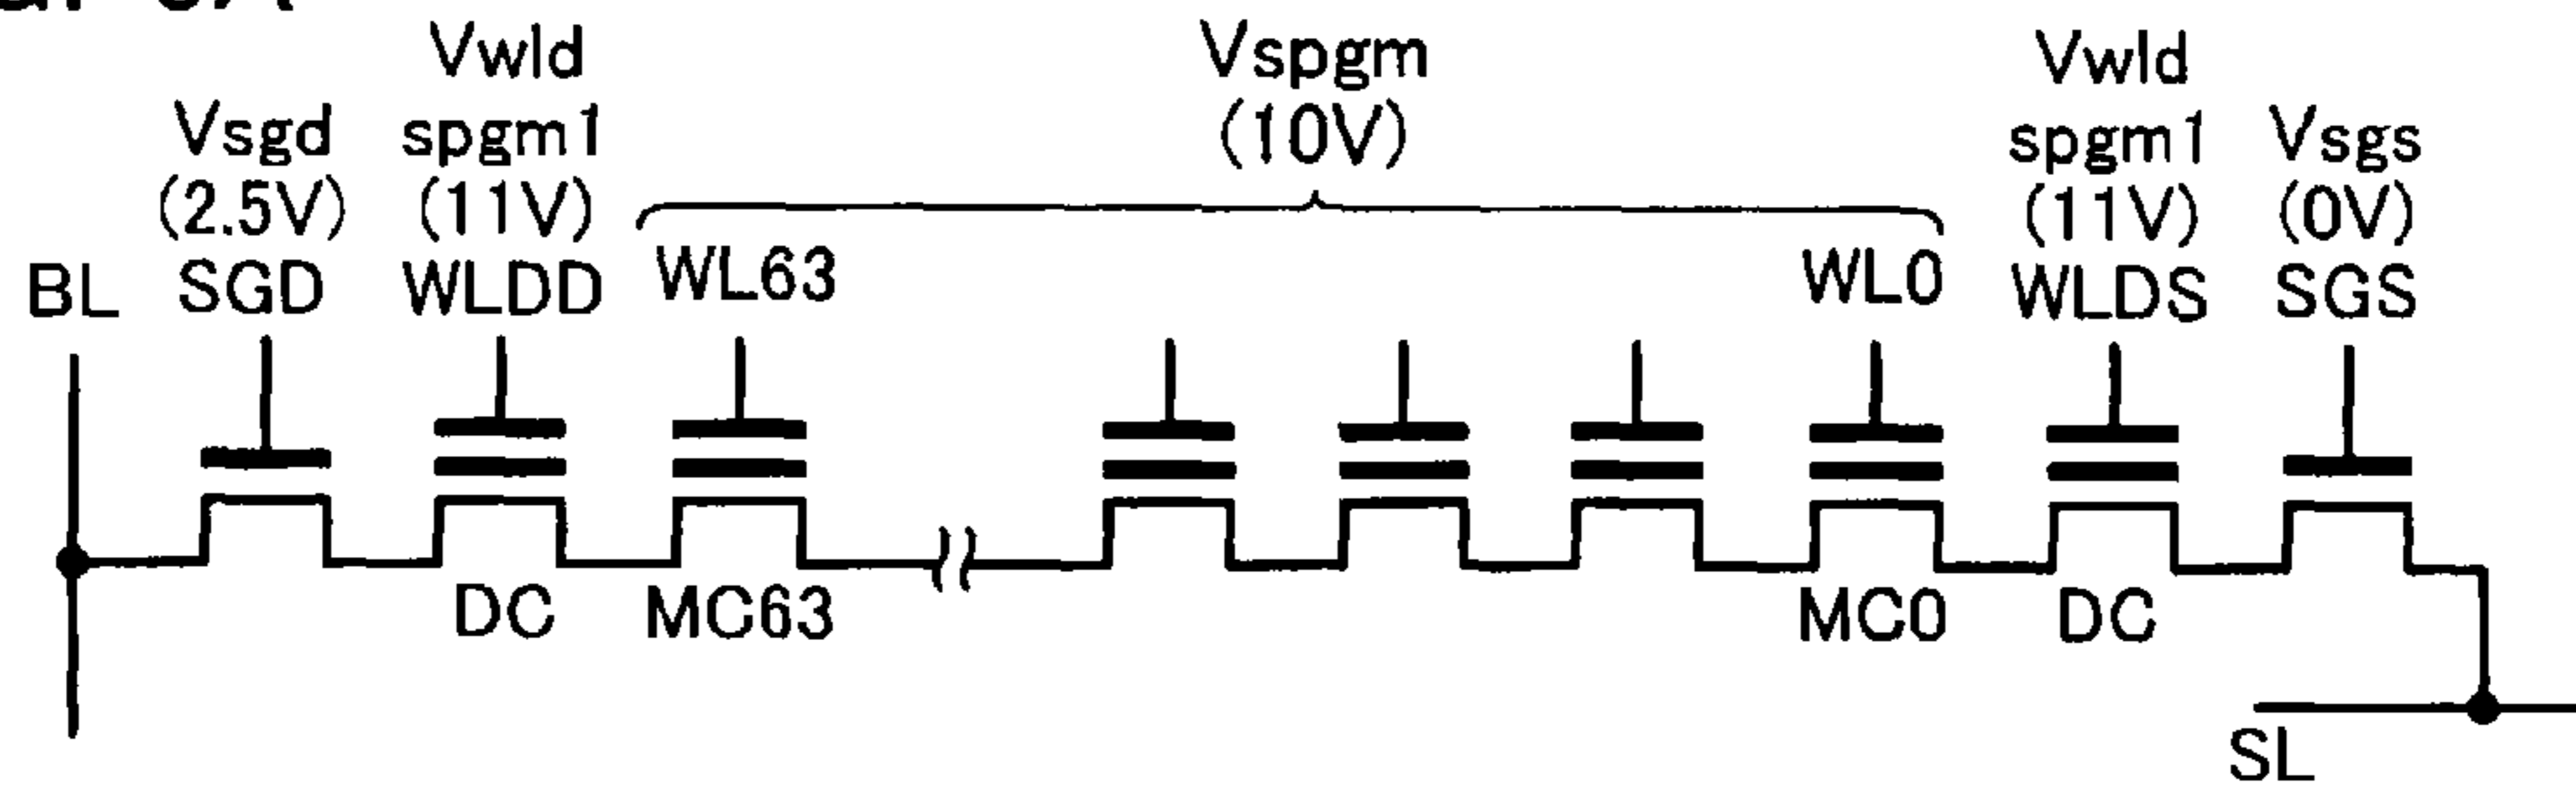 Vwld
Vspgm
Vwld
Vsgd
spgm1
(10V)
spgm1
Vsgs
(2.5V)
(11V)
(11V)
(0V)
BL
SGD
WLDD
WL63
WL0
WLDS
SGS
DC
MC63
MC0
DC
SL